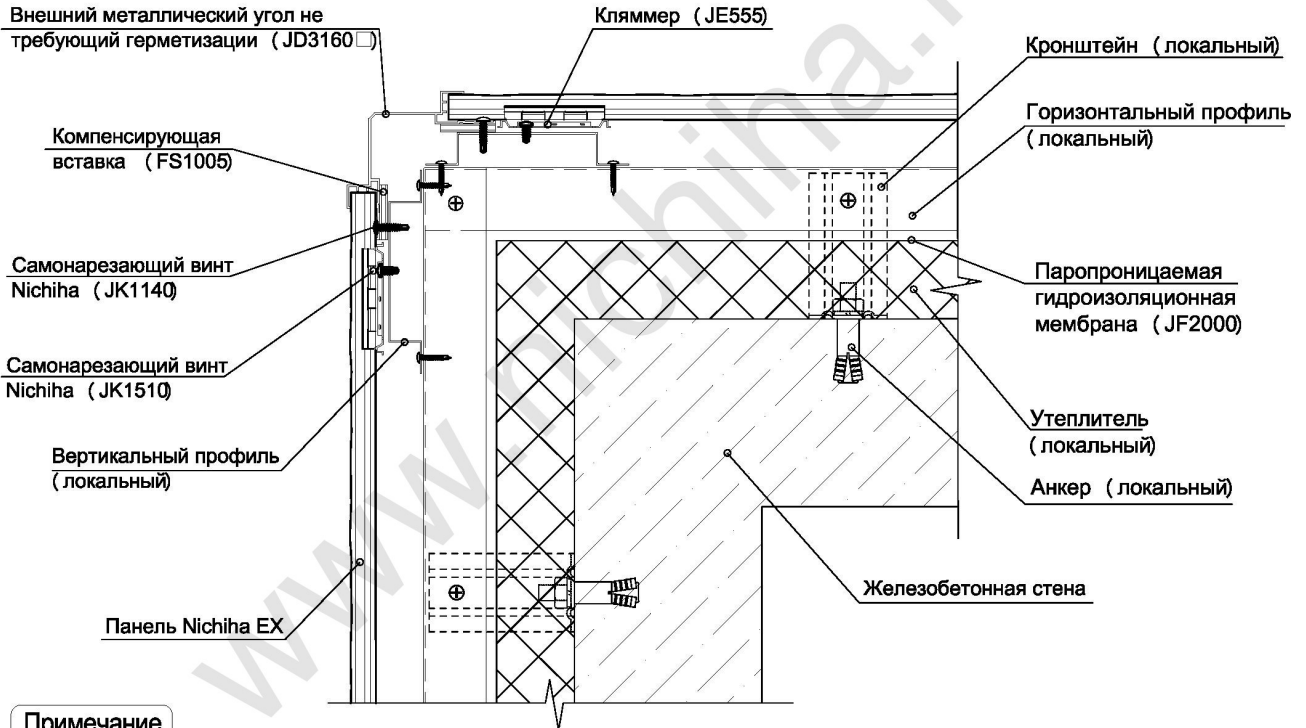 Внешний металлический угол не
требующий герметизации (JD3160□)
Кляммер (JE555)
Кронштейн (локальный)
Горизонтальный профиль
(локальный)
Компенсирующая
вставка (FS1005)
Самонарезающий винт
Nichiha (JK1140)
Паропроницаемая
гидроизоляционная
мембрана (JF2000)
Самонарезающий винт
Nichiha (JK1510)
Утеплитель
(локальный)
Вертикальный профиль
(локальный)
Анкер (локальный)
Железобетонная стена
Панель Nichiha EX
Примечание
www.nichiha.r